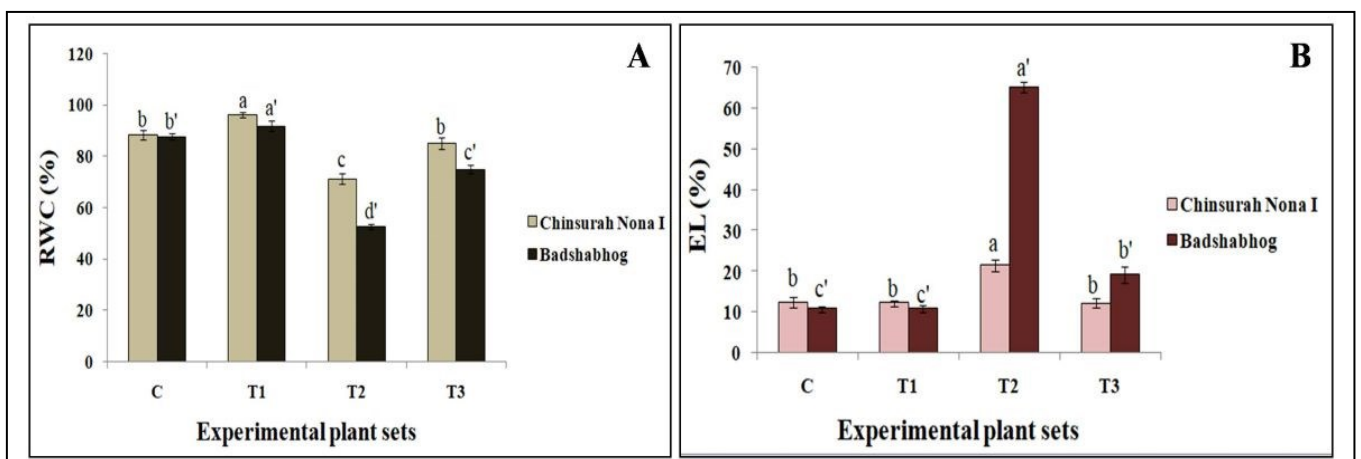 A
120
100
80
60
40
20
0
RWC (%)
b b' a a' c d' b c'
Chinsurah Nona I
Badshabhog
C T1 T2 T3
Experimental plant sets
B
70
60
50
40
30
20
10
0
EL (%)
b c' b c' a a' b b'
Chinsurah Nona I
Badshabhog
C T1 T2 T3
Experimental plant sets